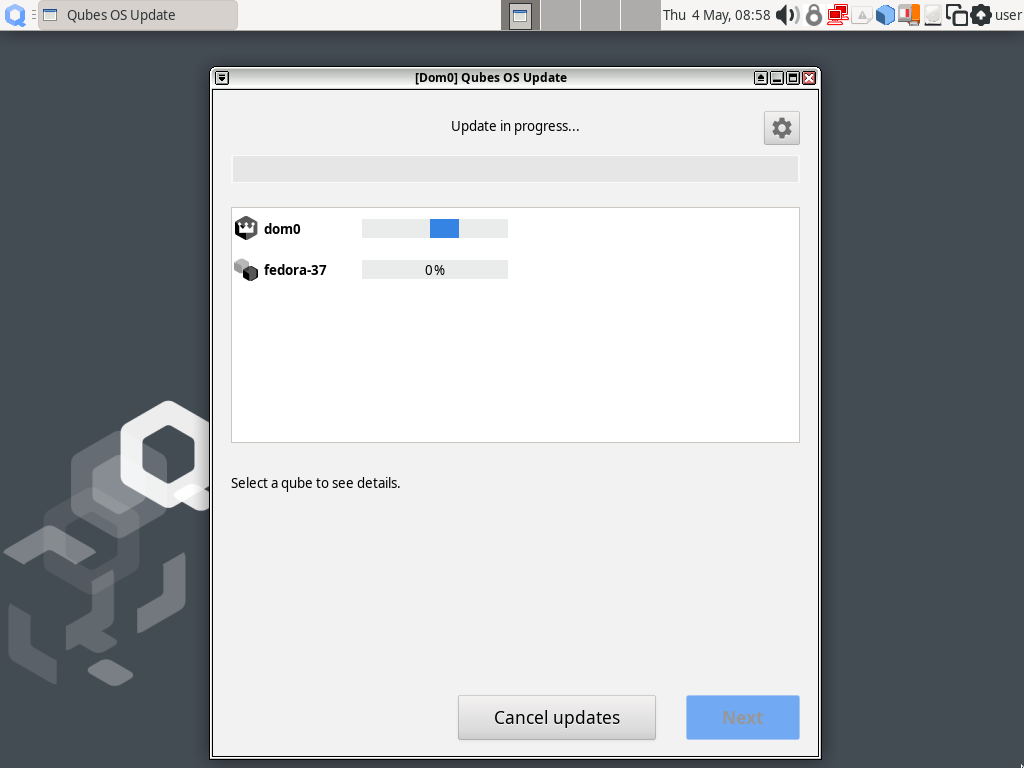 Qubes OS Update
Thu 4 May, 08:58
user
[Dom0] Qubes OS Update
Update in progress...
dom0
fedora-37
0%
Select a qube to see details.
Cancel updates
Next